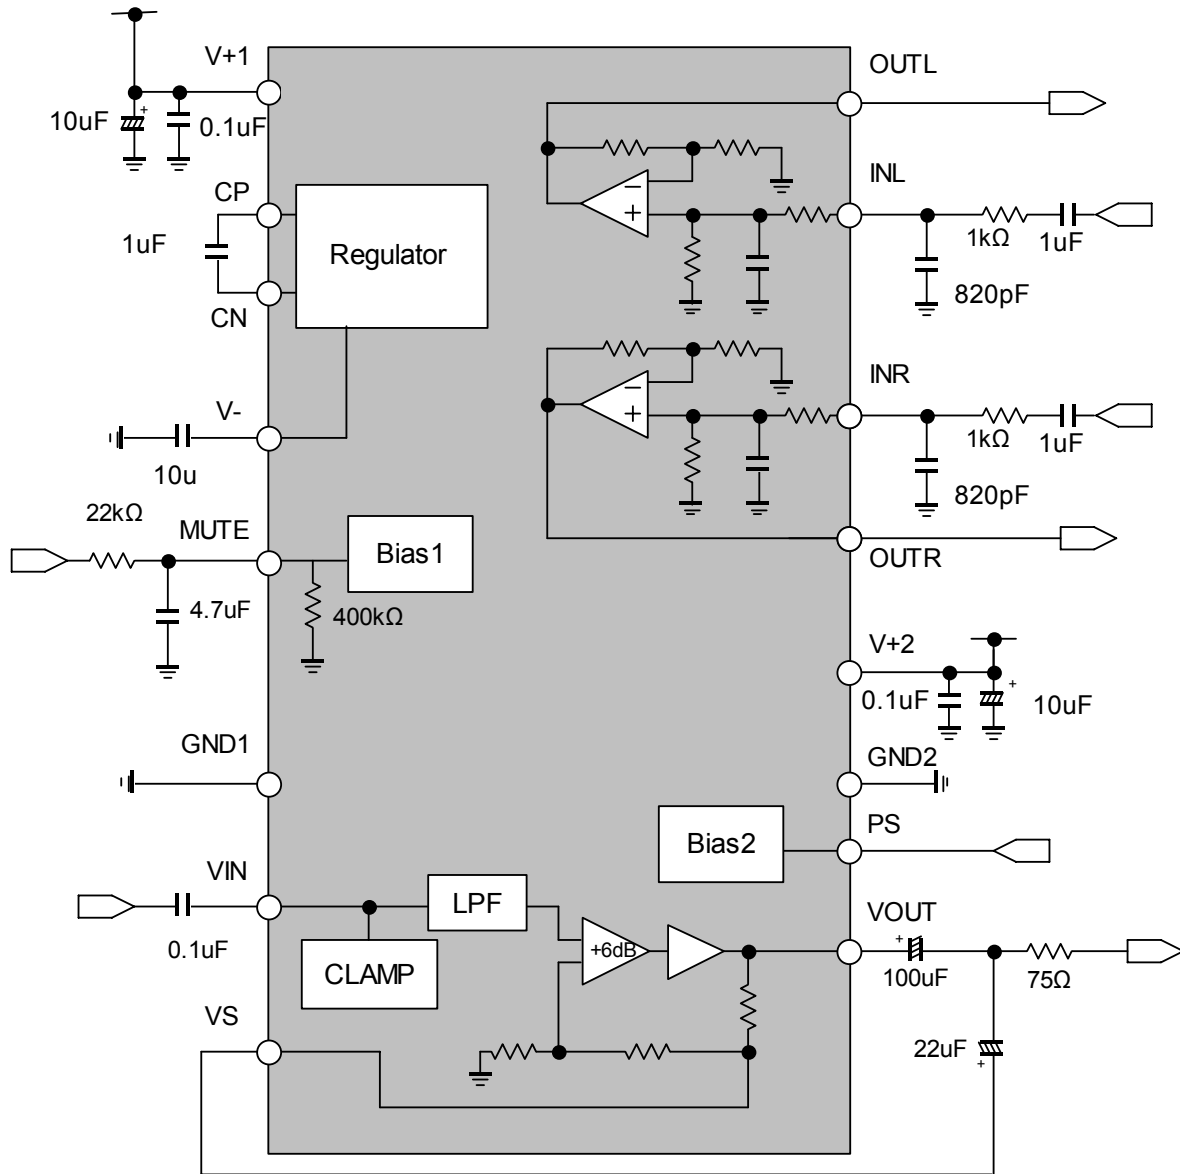 V+1
OUTL
10uF
+
0.1uF
CP
INL
1uF
Regulator
−
+
1kΩ
1uF
CN
820pF
V-
INR
10u
−
+
1kΩ
1uF
820pF
22kΩ
MUTE
Bias1
OUTR
4.7uF
400kΩ
V+2
0.1uF
+
10uF
GND1
GND2
PS
Bias2
VIN
LPF
VOUT
0.1uF
CLAMP
+6dB
+
100uF
75Ω
VS
22uF
+